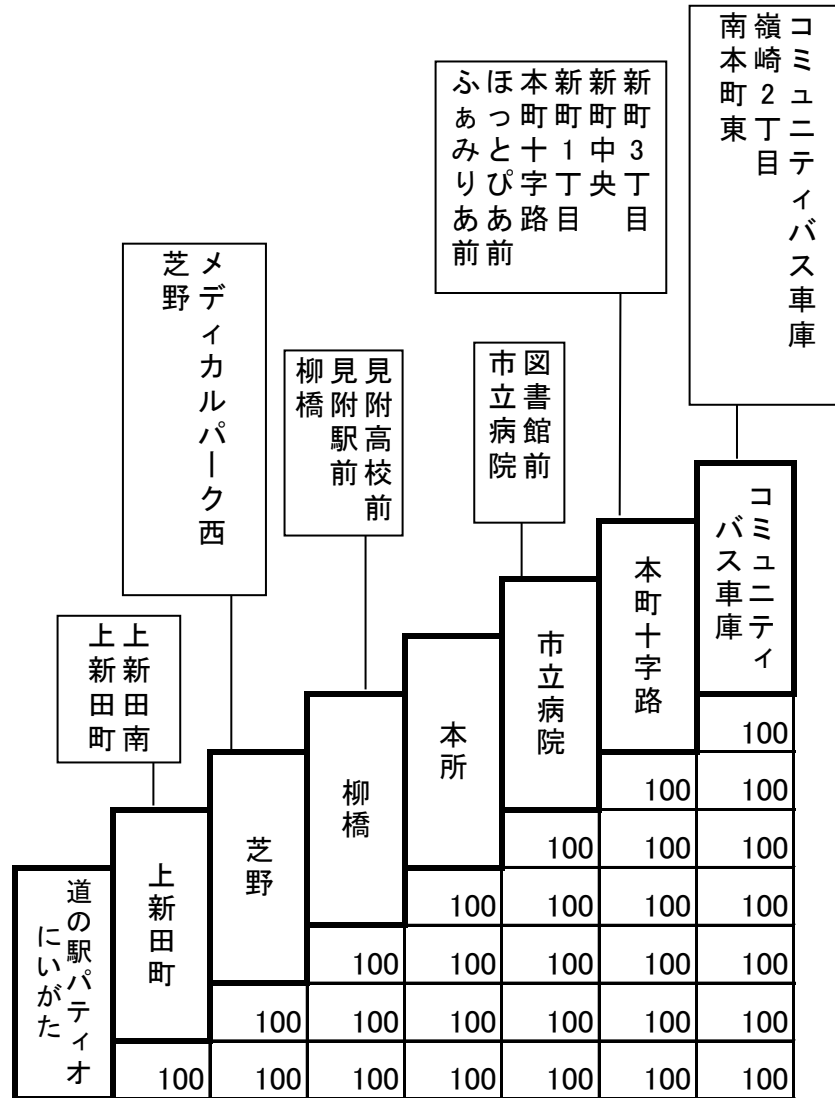 コミュニティバス車庫
嶺崎2丁目
南本町東
新町3丁目
新町中央
新町1丁目
本町十字路
ほっとぴあ前
ふぁみりあ前
メディカルパーク西
芝野
見附高校前
見附駅前
柳橋
図書館前
市立病院
上新田南
上新田町
コミュニティ
バス車庫
本町十字路
市立病院
本所
柳橋
芝野
上新田町
道の駅パティオ
にいがた
100
100 100
100 100 100
100 100 100 100
100 100 100 100 100
100 100 100 100 100 100
100 100 100 100 100 100 100